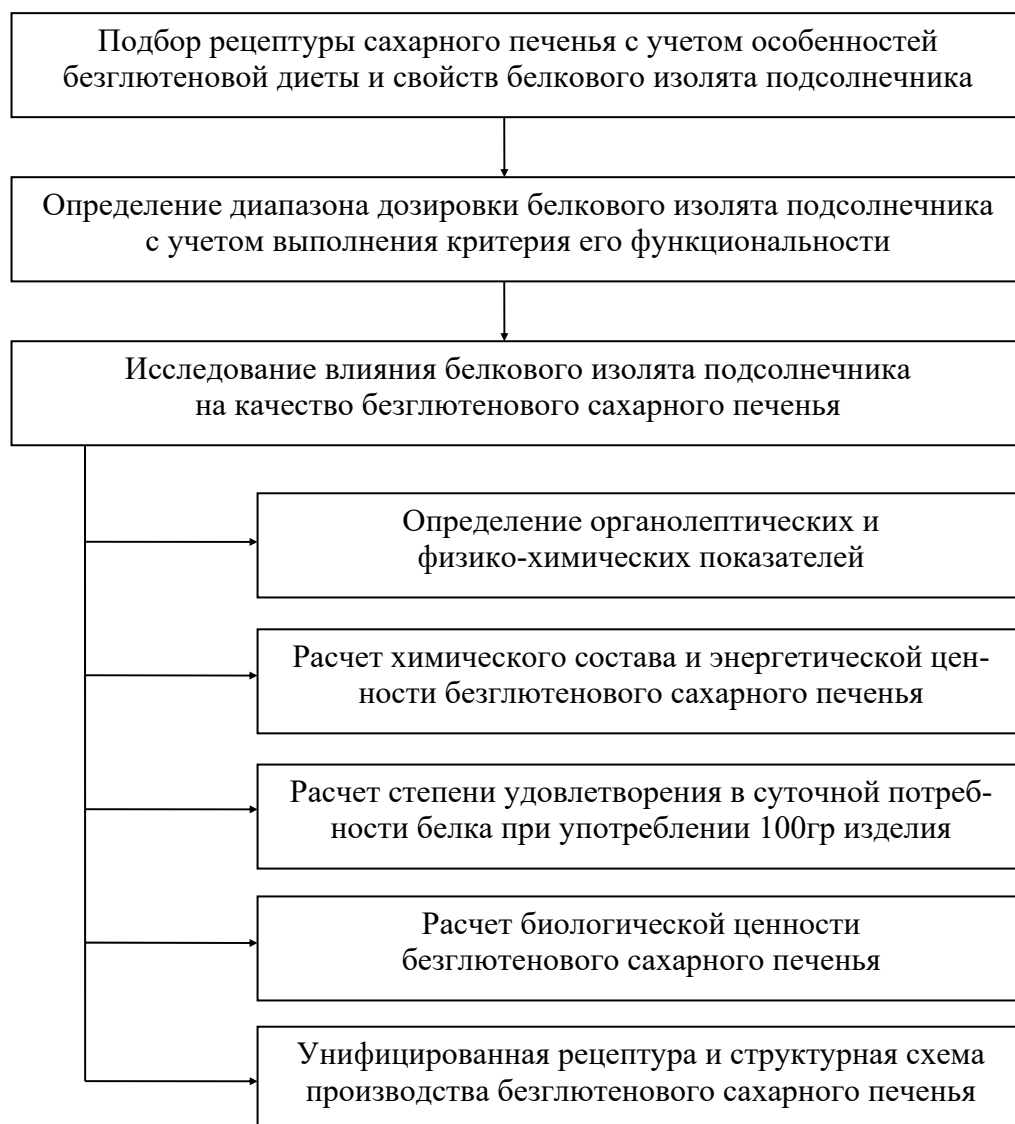 Подбор рецептуры сахарного печенья с учетом особенностей
безглютеновой диеты и свойств белкового изолята подсолнечника
Определение диапазона дозировки белкового изолята подсолнечника
с учетом выполнения критерия его функциональности
Исследование влияния белкового изолята подсолнечника
на качество безглютенового сахарного печенья
Определение органолептических и
физико-химических показателей
Расчет химического состава и энергетической цен-
ности безглютенового сахарного печенья
Расчет степени удовлетворения в суточной потреб-
ности белка при употреблении 100гр изделия
Расчет биологической ценности
безглютенового сахарного печенья
Унифицированная рецептура и структурная схема
производства безглютенового сахарного печенья